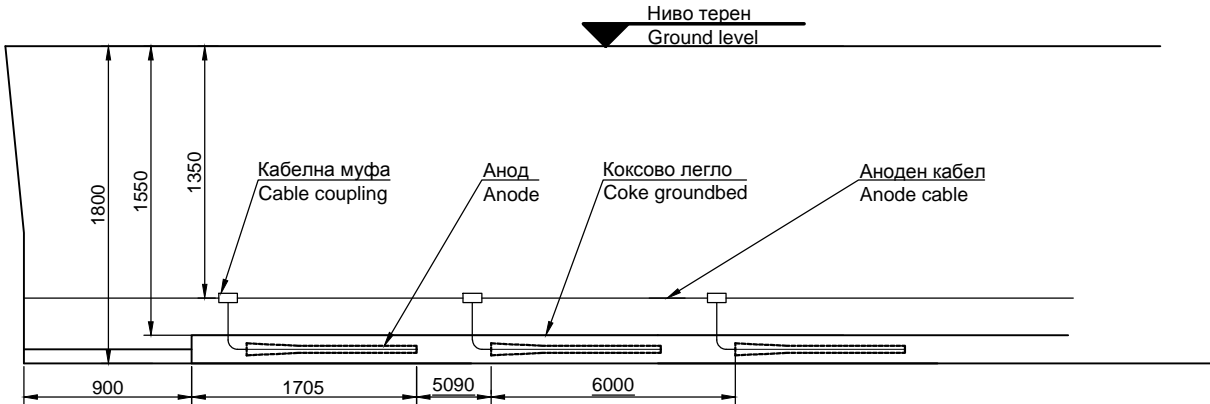 Ниво терен
Ground level
Кабелна муфа
Cable coupling
Анод
Anode
Коксово легло
Coke groundbed
Аноден кабел
Anode cable
1800
1550
1350
900
1705
5090
6000